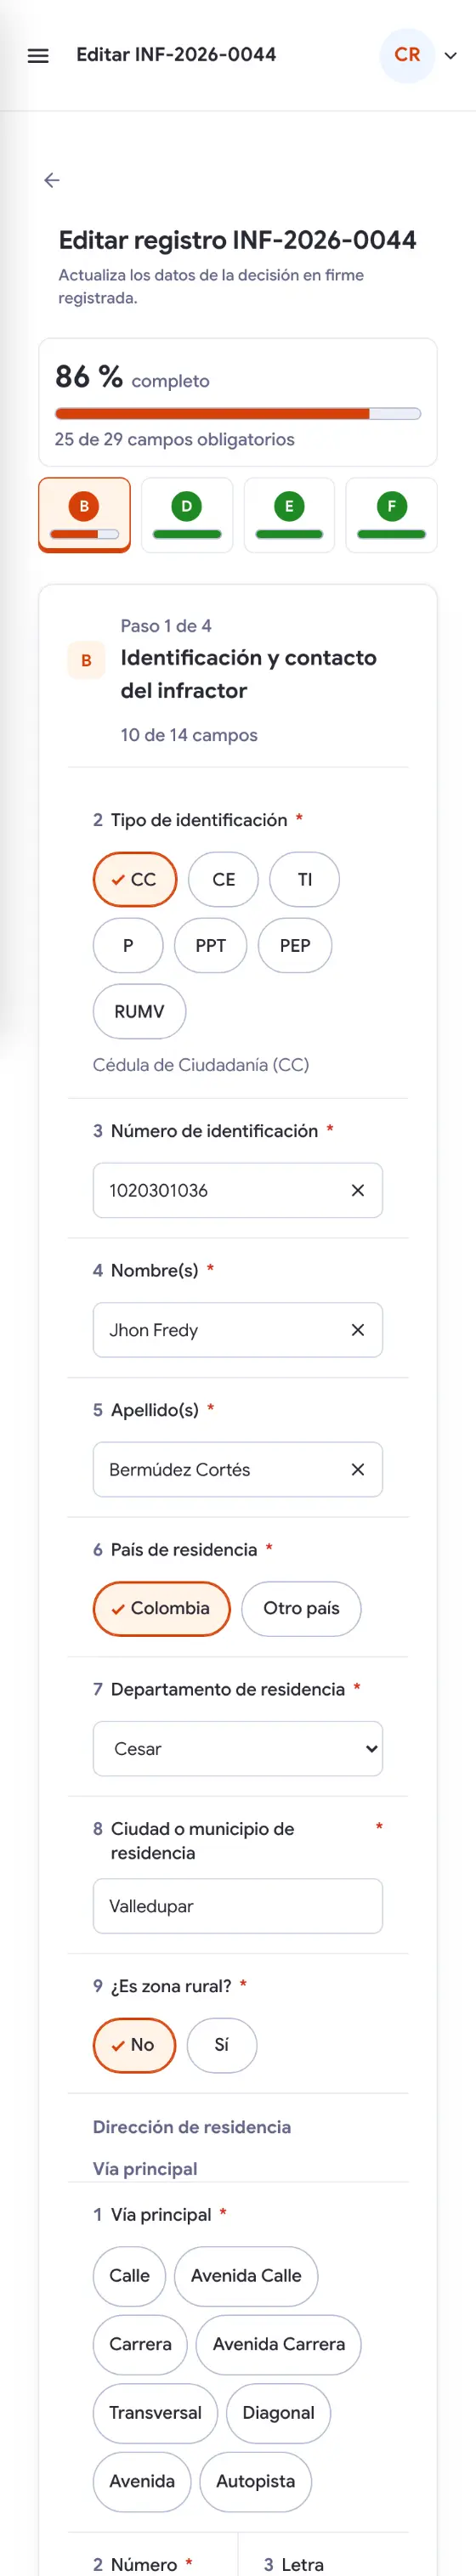 Editar INF-2026-0044
CR
Editar registro INF-2026-0044
Actualiza los datos de la decisión en firme
registrada.
86 % completo
25 de 29 campos obligatorios
B
D
E
F
Paso 1 de 4
B
Identificación y contacto
del infractor
10 de 14 campos
2 Tipo de identificación *
CC
CE
TI
P
PPT
PEP
RUMV
Cédula de Ciudadanía (CC)
3 Número de identificación *
1020301036
4 Nombre(s) *
Jhon Fredy
5 Apellido(s) *
Bermúdez Cortés
6 País de residencia *
Colombia
Otro país
7 Departamento de residencia *
Cesar
8 Ciudad o municipio de *
residencia
Valledupar
9 ¿Es zona rural? *
No
Sí
Dirección de residencia
Vía principal
1 Vía principal *
Calle
Avenida Calle
Carrera
Avenida Carrera
Transversal
Diagonal
Avenida
Autopista
2 Número *
3 Letra